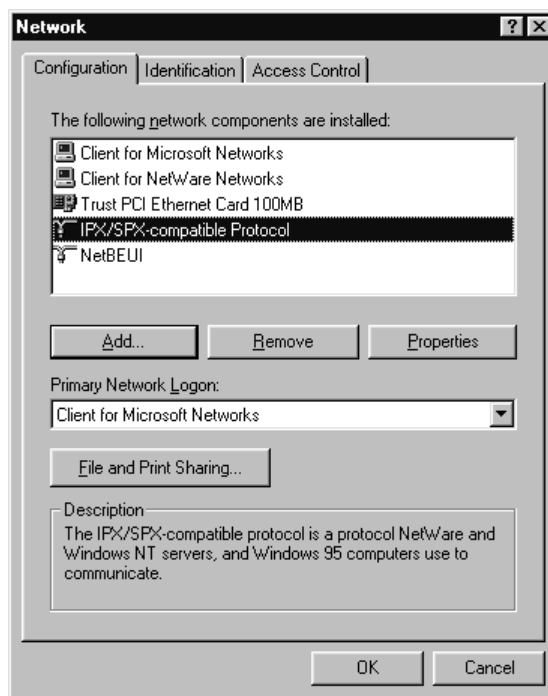 Network
Configuration
Identification
Access Control
The following network components are installed:
Client for Microsoft Networks
Client for NetWare Networks
Trust PCI Ethernet Card 100MB
IPX/SPX-compatible Protocol
NetBEUI
Add...
Remove
Properties
Primary Network Logon:
Client for Microsoft Networks
File and Print Sharing...
Description
The IPX/SPX-compatible protocol is a protocol NetWare and
Windows NT servers, and Windows 95 computers use to
communicate.
OK
Cancel